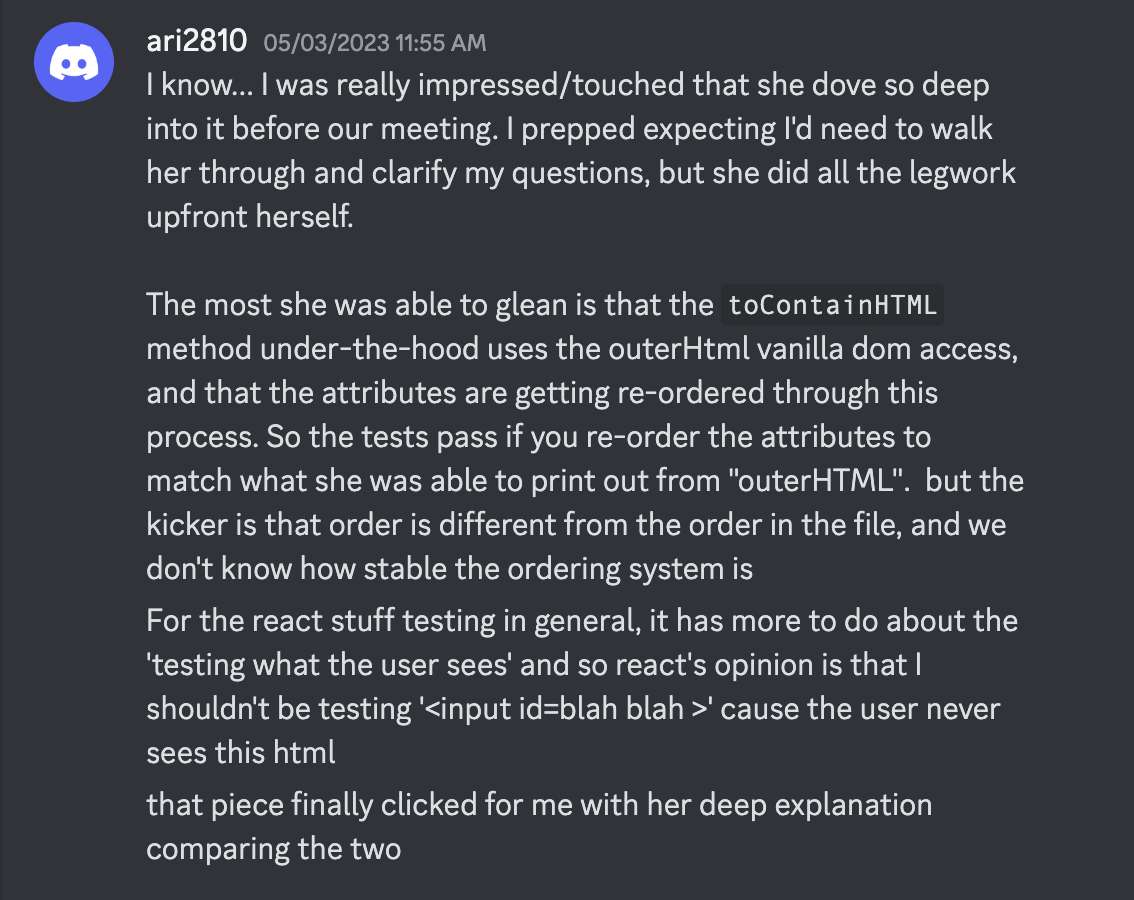 ari2810 05/03/2023 11:55 AM
I know... I was really impressed/touched that she dove so deep
into it before our meeting. I prepped expecting I'd need to walk
her through and clarify my questions, but she did all the legwork
upfront herself.
The most she was able to glean is that the toContainHTML
method under-the-hood uses the outerHtml vanilla dom access,
and that the attributes are getting re-ordered through this
process. So the tests pass if you re-order the attributes to
match what she was able to print out from "outerHTML".  but the
kicker is that order is different from the order in the file, and we
don't know how stable the ordering system is
For the react stuff testing in general, it has more to do about the
'testing what the user sees' and so react's opinion is that I
shouldn't be testing '<input id=blah blah >' cause the user never
sees this html
that piece finally clicked for me with her deep explanation
comparing the two